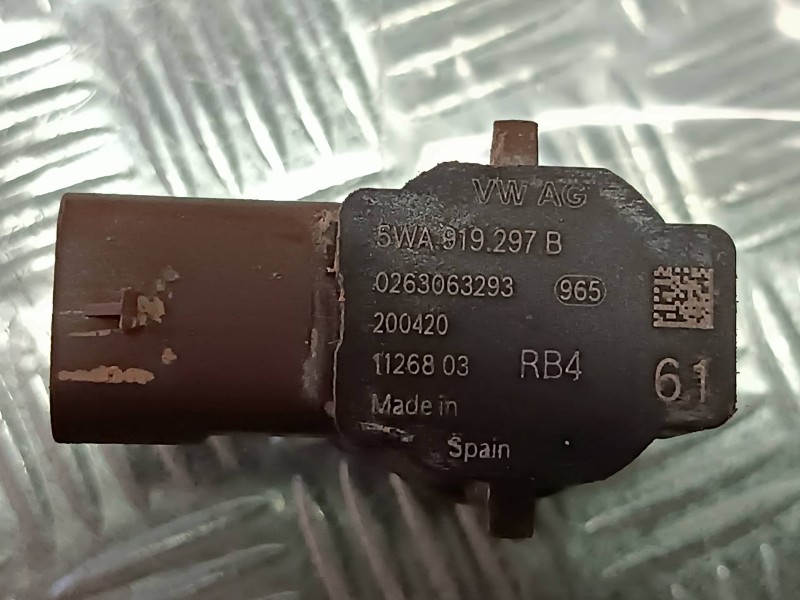 VW AG
5WA.919.297 B
0263063293 965
200420
11268 03 RB4 61
Made in
Spain